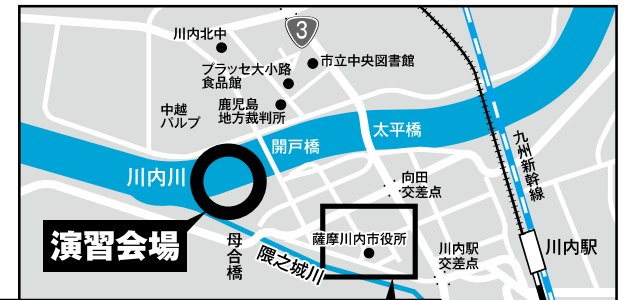 川内北中
3
市立中央図書館
プラッセ大小路
食品館
中越
パルプ
鹿児島
地方裁判所
太平橋
開戸橋
九州新幹線
川内川
向田
交差点
演習会場
母合橋
隈之城川
薩摩川内市役所
川内駅
交差点
川内駅